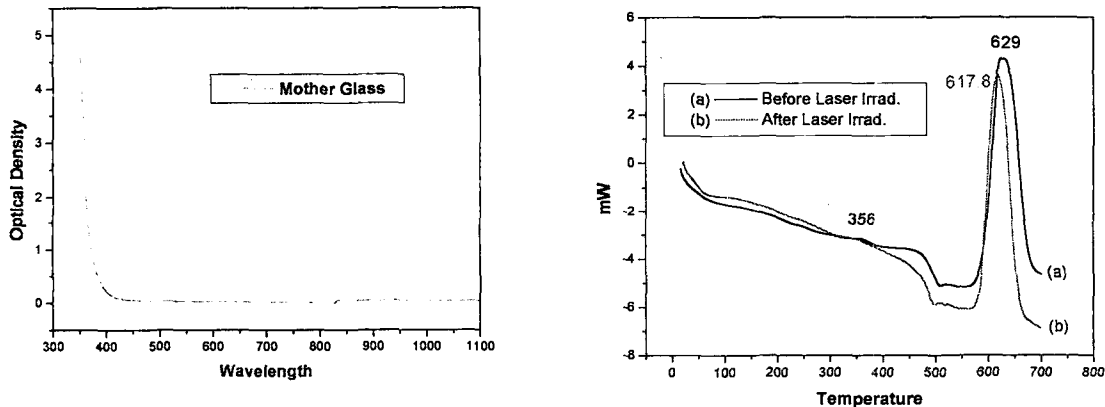 5
4
3
2
1
0
Optical Density
Mother Glass
300 400 500 600 700 800 900 1000 1100
Wavelength
6
4
2
0
-2
-4
-6
-8
mW
(a) Before Laser Irrad.
(b) After Laser Irrad.
629
617.8
356
(a)
(b)
0 100 200 300 400 500 600 700 800
Temperature